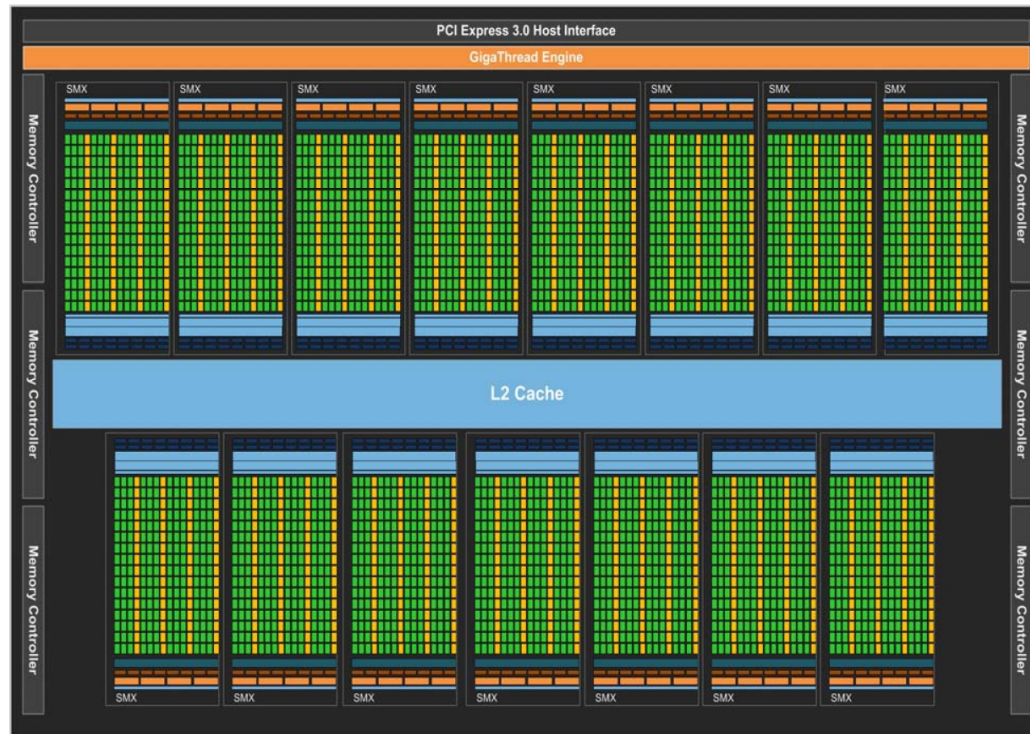 PCI Express 3.0 Host Interface
GigaThread Engine
SMX
SMX
SMX
SMX
SMX
SMX
SMX
SMX
Memory Controller
Memory Controller
Memory Controller
Memory Controller
L2 Cache
Memory Controller
Memory Controller
SMX
SMX
SMX
SMX
SMX
SMX
SMX